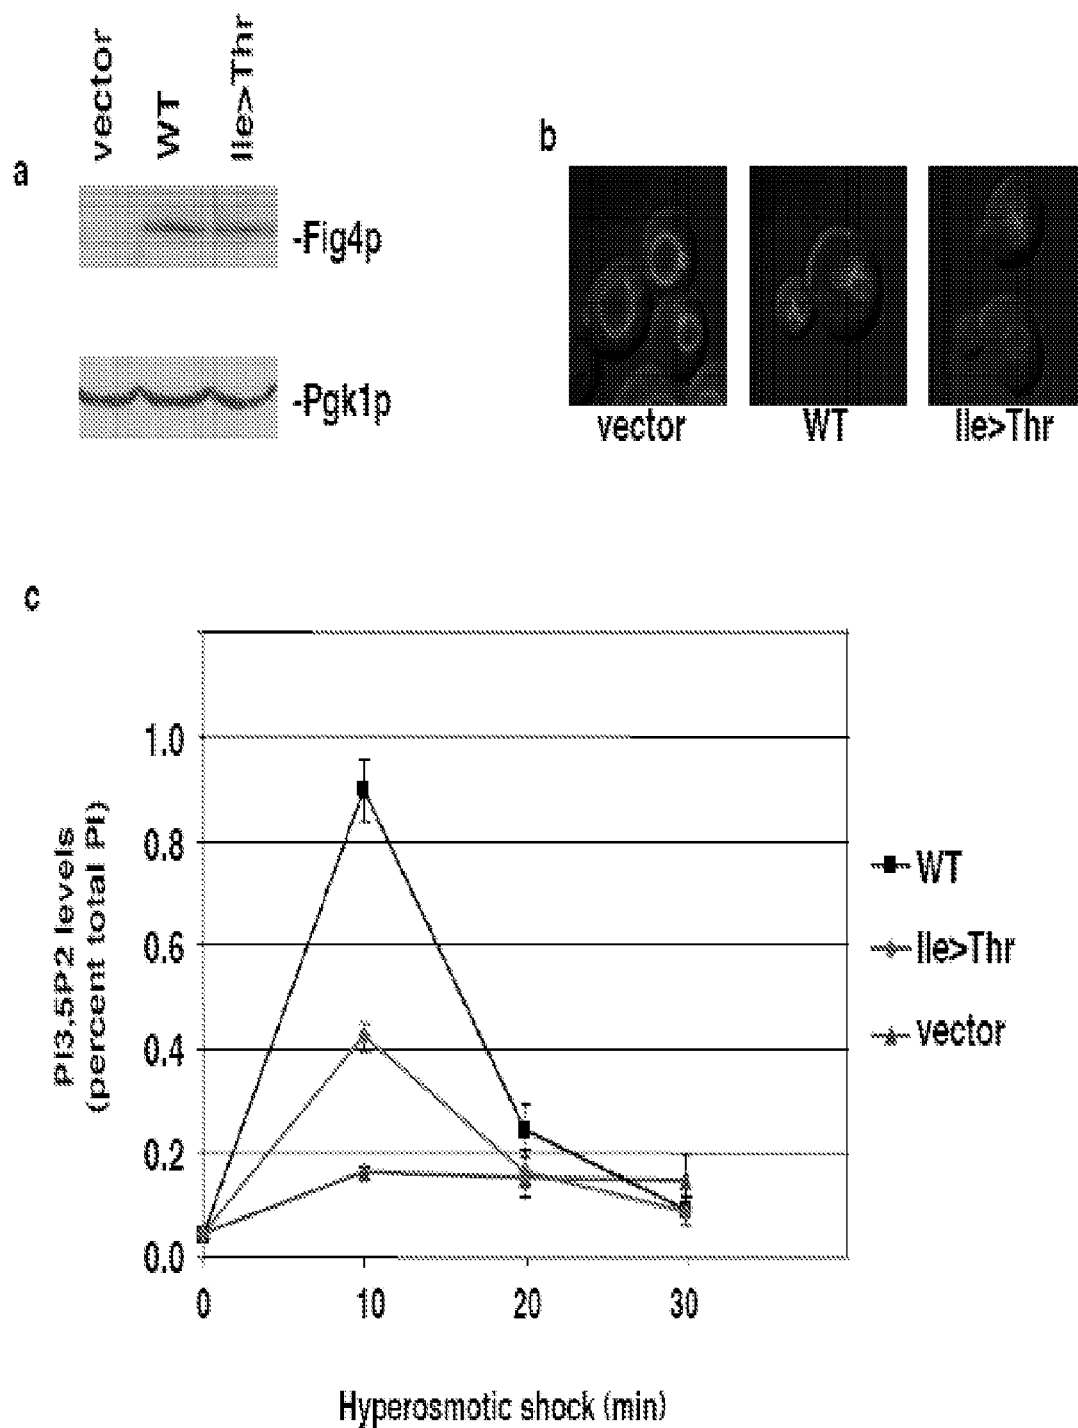 vector
WT
Ile>Thr
a
-Fig4p
-Pgk1p
b
vector
WT
Ile>Thr
c
PI3,5P2 levels
(percent total PI)
1.0
0.8
0.6
0.4
0.2
0.0
0
10
20
30
Hyperosmotic shock (min)
WT
Ile>Thr
vector